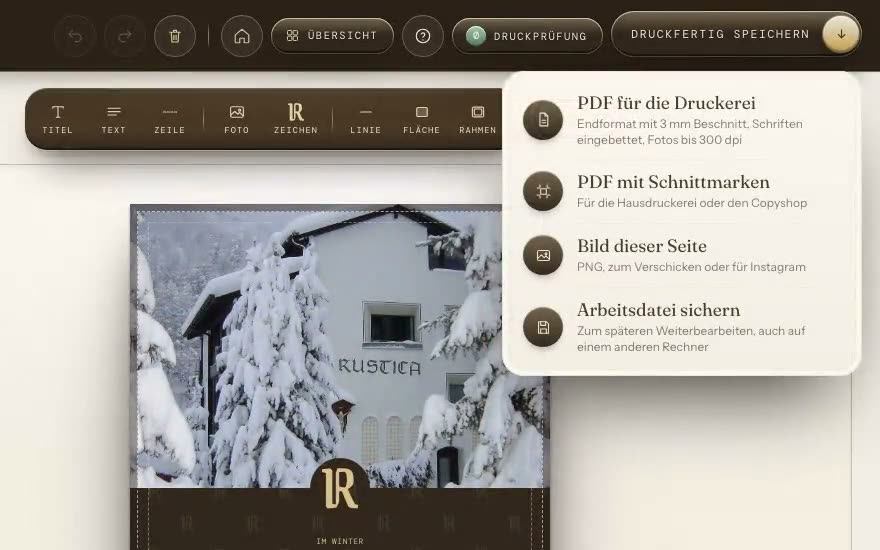 ÜBERSICHT
DRUCKPRÜFUNG
DRUCKFERTIG SPEICHERN
TITEL
TEXT
ZEILE
FOTO
ZEICHEN
LINIE
FLÄCHE
RAHMEN
PDF für die Druckerei
Endformat mit 3 mm Beschnitt, Schriften
eingebettet, Fotos bis 300 dpi
PDF mit Schnittmarken
Für die Hausdruckerei oder den Copyshop
Bild dieser Seite
PNG, zum Verschicken oder für Instagram
Arbeitsdatei sichern
Zum späteren Weiterbearbeiten, auch auf
einem anderen Rechner
RUSTICA
R
IM WINTER